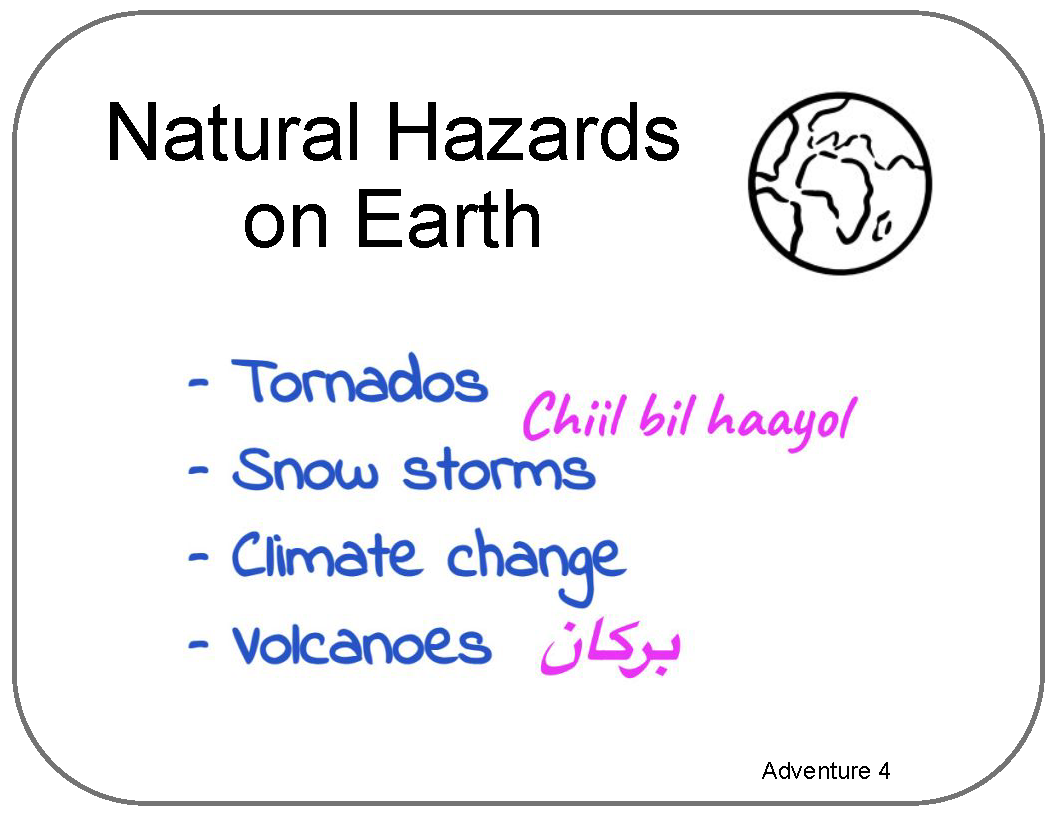 Natural Hazards
on Earth
- Tornados
Chiil bil haayol
- Snow storms
- Climate change
- Volcanoes بركان
Adventure 4